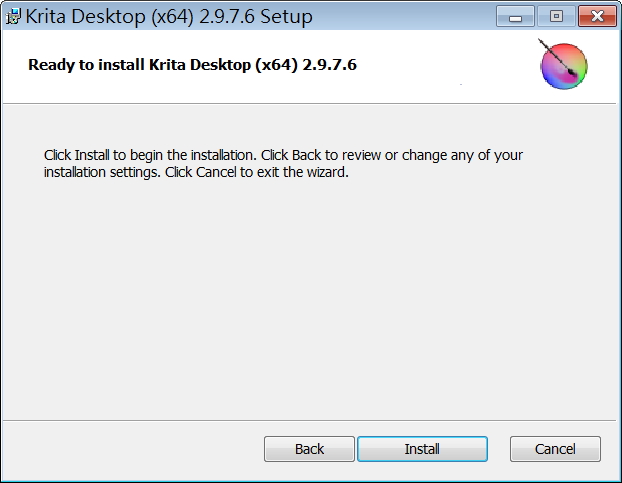 Krita Desktop (x64) 2.9.7.6 Setup
Ready to install Krita Desktop (x64) 2.9.7.6
Click Install to begin the installation. Click Back to review or change any of your
installation settings. Click Cancel to exit the wizard.
Back Install Cancel